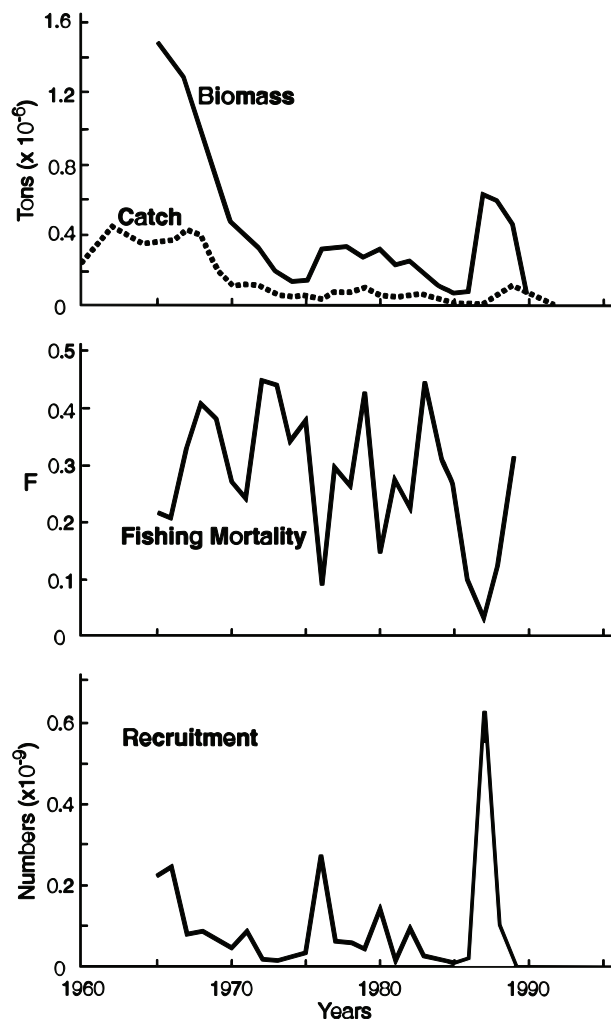 1.6
1.2
0.8
0.4
0
Tons (x 10-6)
Biomass
Catch
0.5
0.4
0.3
0.2
0.1
0
F
Fishing Mortality
0.6
0.4
0.2
0
Numbers (x10-9)
Recruitment
1960 1970 1980 1990
Years